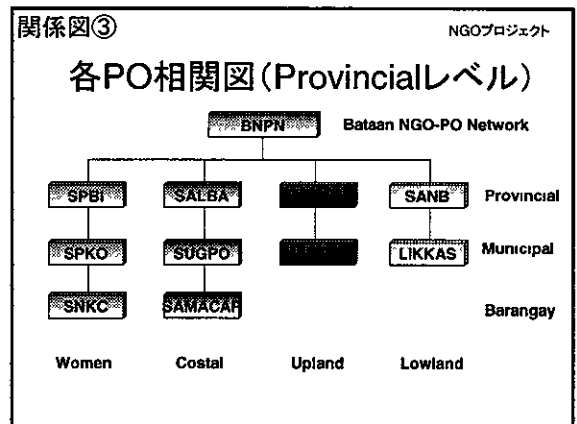 関係図③
NGOプロジェクト
各PO相関図(Provincialレベル)
BNPN Bataan NGO-PO Network
SPBI SALBA SANB Provincial
SPKO SUGPO LIKKAS Municipal
SNKC SAMACAP Barangay
Women Costal Upland Lowland